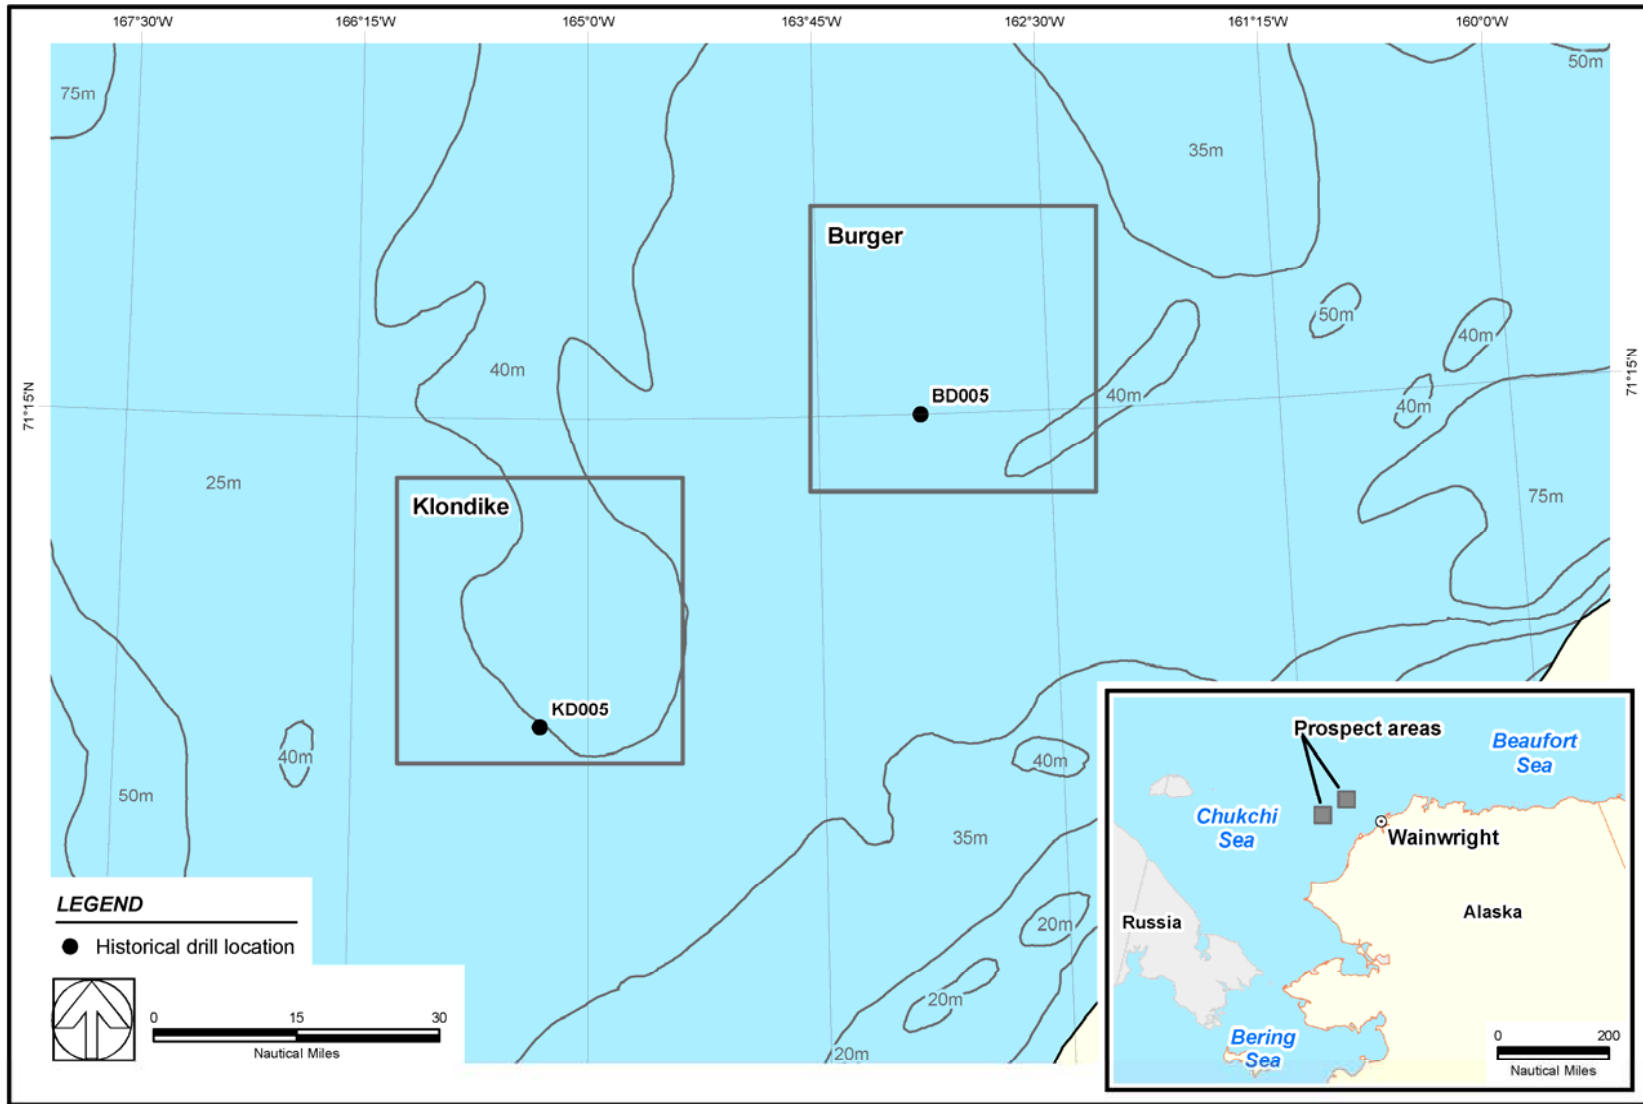 167°30'W
166°15'W
165°0'W
163°45'W
162°30'W
161°15'W
160°0'W
50m
75m
35m
Burger
50m
40m
40m
71°15'N
BD005
40m
40m
71°15'N
25m
Klondike
75m
KD005
40m
50m
40m
35m
20m
20m
20m
LEGEND
Historical drill location
0
15
30
Nautical Miles
Prospect areas
Beaufort
Sea
Chukchi
Sea
Wainwright
Russia
Alaska
Bering
Sea
0
200
Nautical Miles